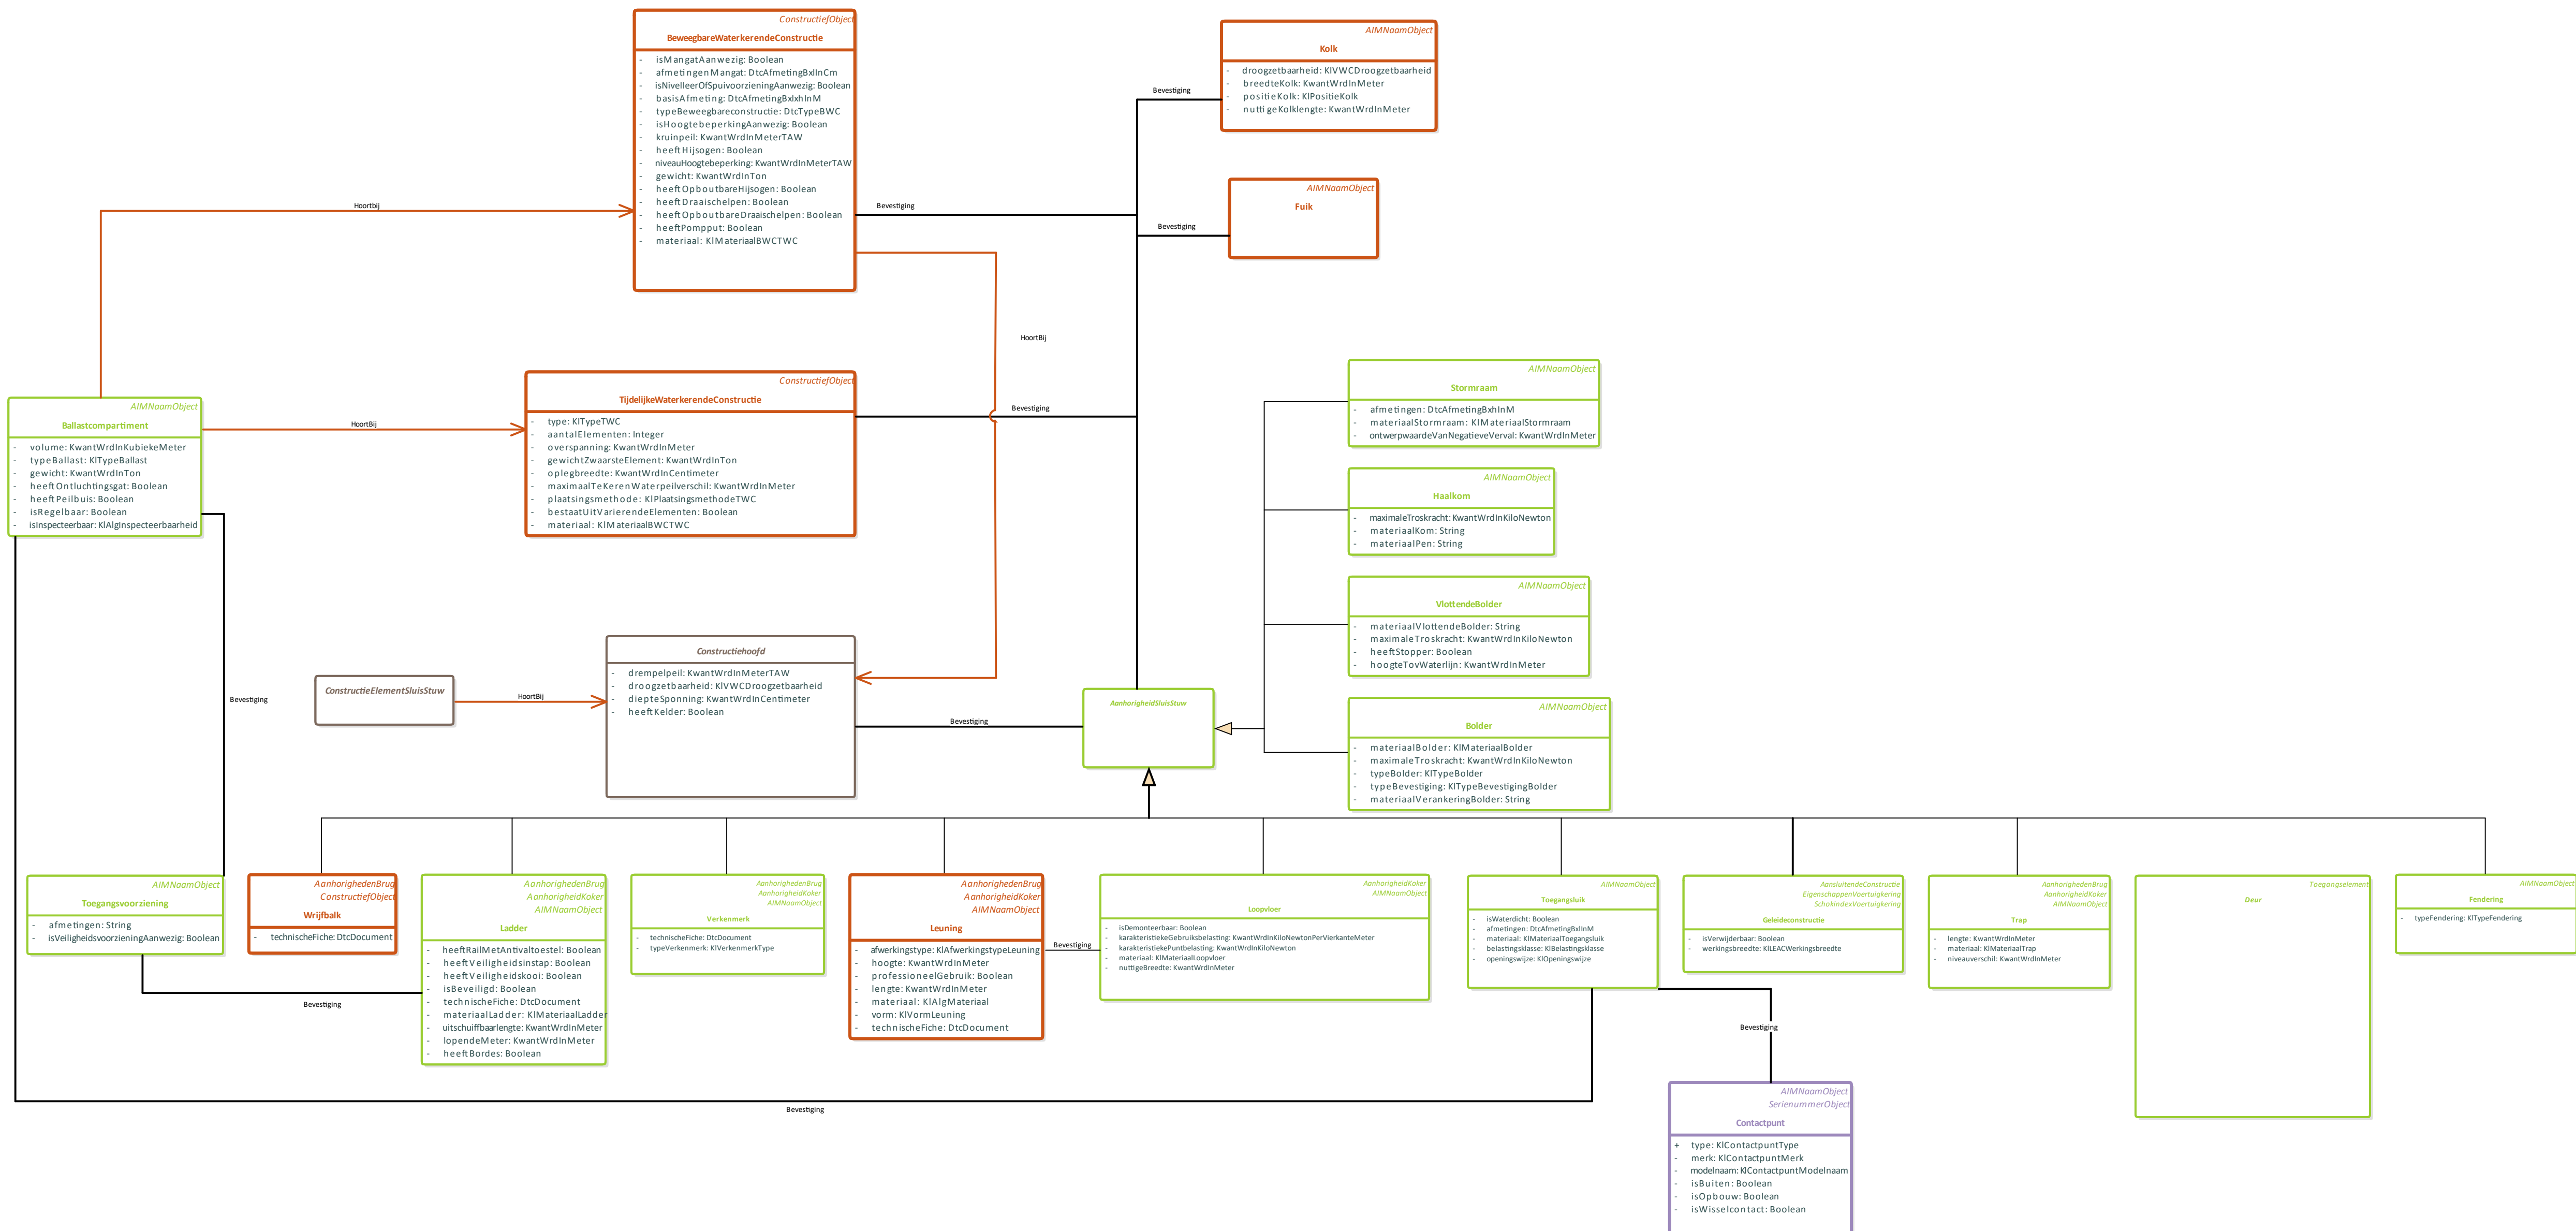 ConstructiefObject
BeweegbareWaterkerendeConstructie
- isMangatAanwezig: Boolean
- afmetingenMangat: DtcAfmetingBxlInCm
- isNivelleerOfSpuivoorzieningAanwezig: Boolean
- basisAfmeting: DtcAfmetingBxlxhInM
- typeBeweegbareconstructie: DtcTypeBWC
- isHoogtebeperkingAanwezig: Boolean
- kruinpeil: KwantWrdInMeterTAW
- heeftHijsogen: Boolean
- niveauHoogtebeperking: KwantWrdInMeterTAW
- gewicht: KwantWrdInTon
- heeftOpboutbareHijsogen: Boolean
- heeftDraaischelpen: Boolean
- heeftOpboutbareDraaischelpen: Boolean
- heeftPompput: Boolean
- materiaal: KlMateriaalBWCTWC
AIMNaamObject
Kolk
- droogzetbaarheid: KlVWCDroogzetbaarheid
- breedteKolk: KwantWrdInMeter
- positieKolk: KlPositieKolk
- nuttigeKolklengte: KwantWrdInMeter
Bevestiging
AIMNaamObject
Fuik
Hoortbij
Bevestiging
Bevestiging
HoortBij
AIMNaamObject
Stormraam
- afmetingen: DtcAfmetingBxhInM
- materiaalStormraam: KlMateriaalStormraam
- ontwerpwaardeVanNegatieveVerval: KwantWrdInMeter
ConstructiefObject
TijdelijkeWaterkerendeConstructie
- type: KlTypeTWC
- aantalElementen: Integer
- overspanning: KwantWrdInMeter
- gewichtZwaarsteElement: KwantWrdInTon
- oplegbreedte: KwantWrdInCentimeter
- maximaalTeKerenWaterpeilverschil: KwantWrdInMeter
- plaatsingsmethode: KlPlaatsingsmethodeTWC
- bestaatUitVarierendeElementen: Boolean
- materiaal: KlMateriaalBWCTWC
Bevestiging
AIMNaamObject
Ballastcompartiment
- volume: KwantWrdInKubiekeMeter
- typeBallast: KlTypeBallast
- gewicht: KwantWrdInTon
- heeftOntluchtingsgat: Boolean
- heeftPeilbuis: Boolean
- isRegelbaar: Boolean
- isInspecteerbaar: KlAlgInspecteerbaarheid
HoortBij
AIMNaamObject
Haalkom
- maximaleTroskracht: KwantWrdInKiloNewton
- materiaalKom: String
- materiaalPen: String
AIMNaamObject
VlottendeBolder
- materiaalVlottendeBolder: String
- maximaleTroskracht: KwantWrdInKiloNewton
- heeftStopper: Boolean
- hoogteTovWaterlijn: KwantWrdInMeter
Constructiehoofd
- drempelpeil: KwantWrdInMeterTAW
- droogzetbaarheid: KlVWCDroogzetbaarheid
- diepteSponning: KwantWrdInCentimeter
- heeftKelder: Boolean
ConstructieElementSluisStuw
HoortBij
Bevestiging
AanhorigheidSluisStuw
Bevestiging
AIMNaamObject
Bolder
- materiaalBolder: KlMateriaalBolder
- maximaleTroskracht: KwantWrdInKiloNewton
- typeBolder: KlTypeBolder
- typeBevestiging: KlTypeBevestigingBolder
- materiaalVerankeringBolder: String
AIMNaamObject
Toegangsvoorziening
- afmetingen: String
- isVeiligheidsvoorzieningAanwezig: Boolean
AanhorighedenBrug
ConstructiefObject
Wrijfbalk
- technischeFiche: DtcDocument
AanhorighedenBrug
AanhorigheidKoker
AIMNaamObject
Ladder
- heeftRailMetAntivaltoestel: Boolean
- heeftVeiligheidsinstap: Boolean
- heeftVeiligheidskooi: Boolean
- isBeveiligd: Boolean
- technischeFiche: DtcDocument
- materiaalLadder: KlMateriaalLadder
- uitschuiffbaarlengte: KwantWrdInMeter
- lopendeMeter: KwantWrdInMeter
- heeftBordes: Boolean
AanhorighedenBrug
AanhorigheidKoker
AIMNaamObject
Verkenmerk
- technischeFiche: DtcDocument
- typeVerkenmerk: KlVerkenmerkType
AanhorighedenBrug
AanhorigheidKoker
AIMNaamObject
Leuning
- afwerkingstype: KlAfwerkingstypeLeuning
- hoogte: KwantWrdInMeter
- professioneelGebruik: Boolean
- lengte: KwantWrdInMeter
- materiaal: KlAlgMateriaal
- vorm: KlVormLeuning
- technischeFiche: DtcDocument
Bevestiging
AanhorigheidKoker
AIMNaamObject
Loopvloer
- isDemonteerbaar: Boolean
- karakteristiekeGebruiksbelasting: KwantWrdInKiloNewtonPerVierkanteMeter
- karakteristiekePuntbelasting: KwantWrdInKiloNewton
- materiaal: KlMateriaalLoopvloer
- nuttigeBreedte: KwantWrdInMeter
AIMNaamObject
Toegangsluik
- isWaterdicht: Boolean
- afmetingen: DtcAfmetingBxlInM
- materiaal: KlMateriaalToegangsluik
- belastingsklasse: KlBelastingsklasse
- openingswijze: KlOpeningswijze
AansluitendeConstructie
EigenschappenVoertuigkering
SchokindexVoertuigkering
Geleideconstructie
- isVerwijderbaar: Boolean
- werkingsbreedte: KlLEACWerkingsbreedte
AanhorighedenBrug
AanhorigheidKoker
AIMNaamObject
Trap
- lengte: KwantWrdInMeter
- materiaal: KlMateriaalTrap
- niveauverschil: KwantWrdInMeter
Toegangselement
Deur
AIMNaamObject
Fendering
- typeFendering: KlTypeFendering
Bevestiging
Bevestiging
Bevestiging
AIMNaamObject
SerienummerObject
Contactpunt
+ type: KlContactpuntType
- merk: KlContactpuntMerk
- modelnaam: KlContactpuntModelnaam
- isBuiten: Boolean
- isOpbouw: Boolean
- isWisselcontact: Boolean